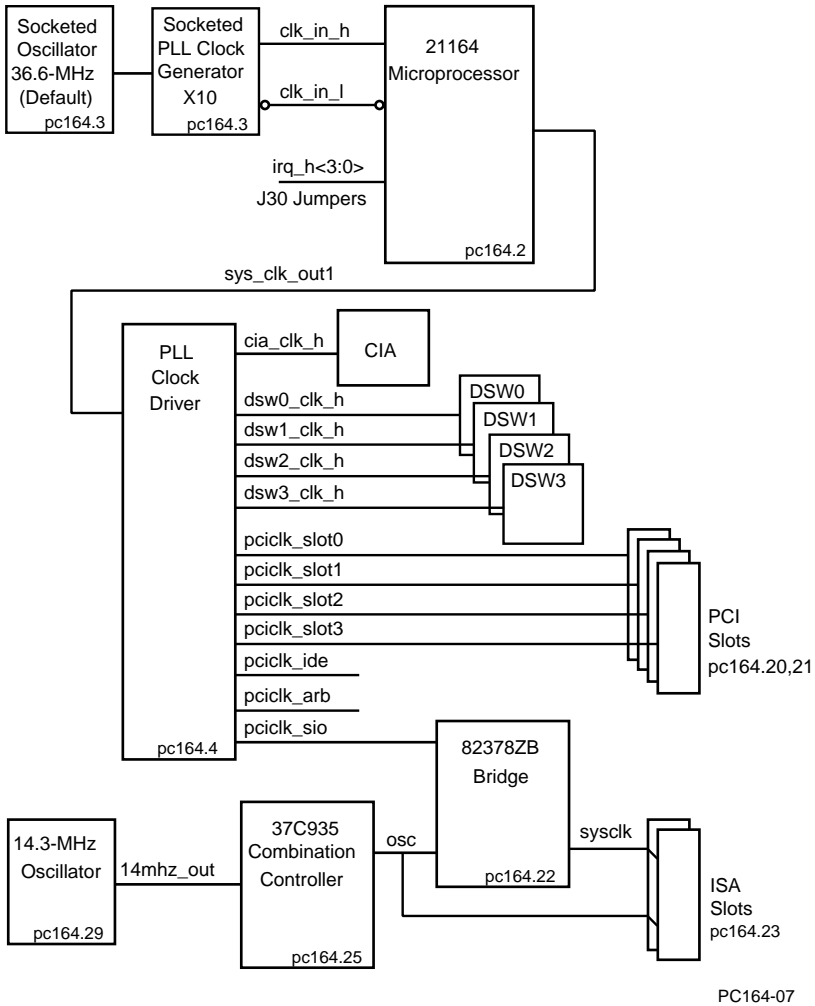 Socketed
Oscillator
36.6-MHz
(Default)
pc164.3
Socketed
PLL Clock
Generator
X10
pc164.3
clk_in_h
clk_in_l
irq_h<3:0>
J30 Jumpers
21164
Microprocessor
pc164.2
sys_clk_out1
PLL
Clock
Driver
pc164.4
cia_clk_h
CIA
dsw0_clk_h
dsw1_clk_h
dsw2_clk_h
dsw3_clk_h
DSW0
DSW1
DSW2
DSW3
pciclk_slot0
pciclk_slot1
pciclk_slot2
pciclk_slot3
pciclk_ide
pciclk_arb
pciclk_sio
PCI
Slots
pc164.20,21
82378ZB
Bridge
pc164.22
14.3-MHz
Oscillator
pc164.29
14mhz_out
37C935
Combination
Controller
pc164.25
osc
sysclk
ISA
Slots
pc164.23
PC164-07